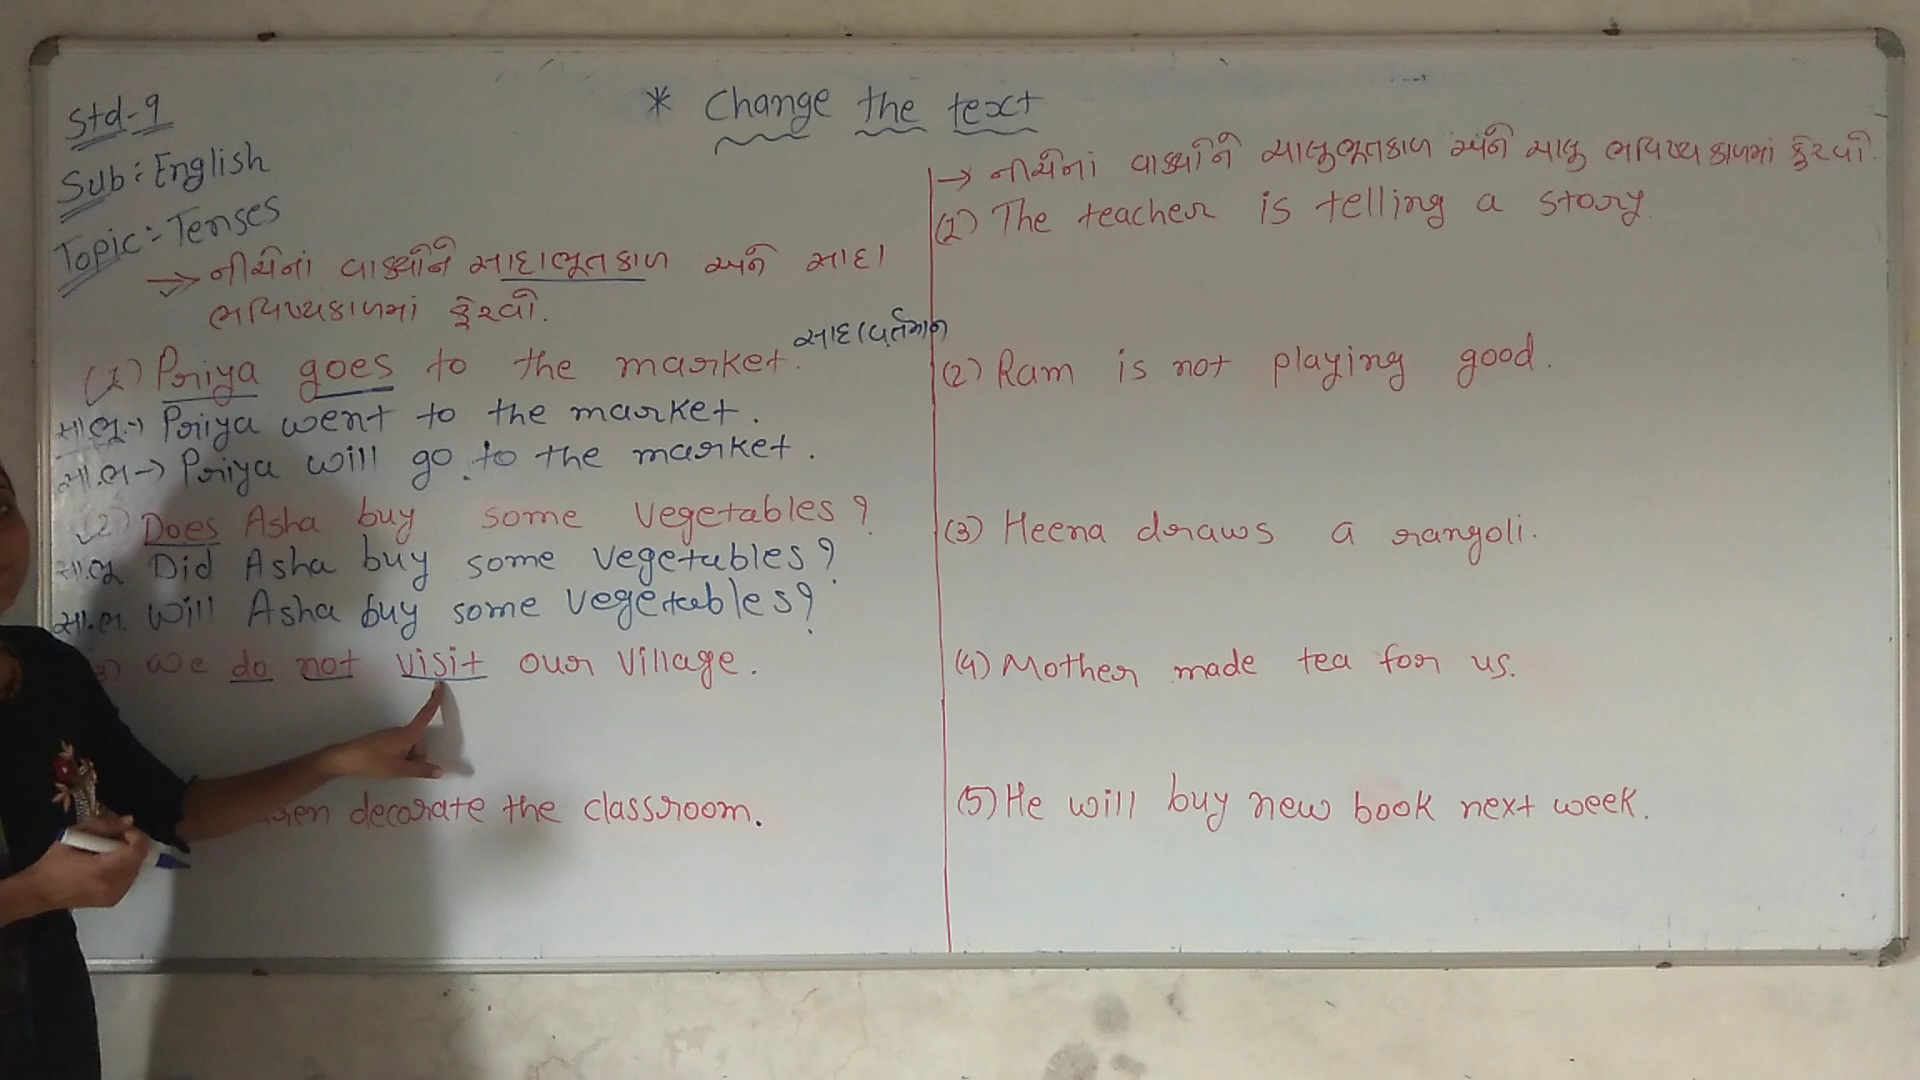 Std-9
Sub: English
Topic:- Tenses
* Change the text
→ નીચેનાં વાક્યોને સાદાભૂતકાળ અને સાદા
ભવિષ્યકાળમાં ફેરવો.
(1) Priya goes to the market. સાદાવર્તમાન
સા.ભૂ.→ Priya went to the market.
સા.ભ→ Priya will go to the market.
(2) Does Asha buy some vegetables?
સા.ભૂ. Did Asha buy some vegetables?
સા.ભ. Will Asha buy some vegetables?
3) We do not visit our village.
decorate the classroom.
→ નીચેનાં વાક્યોને ચાલુભૂતકાળ અને ચાલુ ભવિષ્યકાળમાં ફેરવો.
(1) The teacher is telling a story.
(2) Ram is not playing good.
(3) Heena draws a rangoli.
(4) Mother made tea for us.
(5) He will buy new book next week.